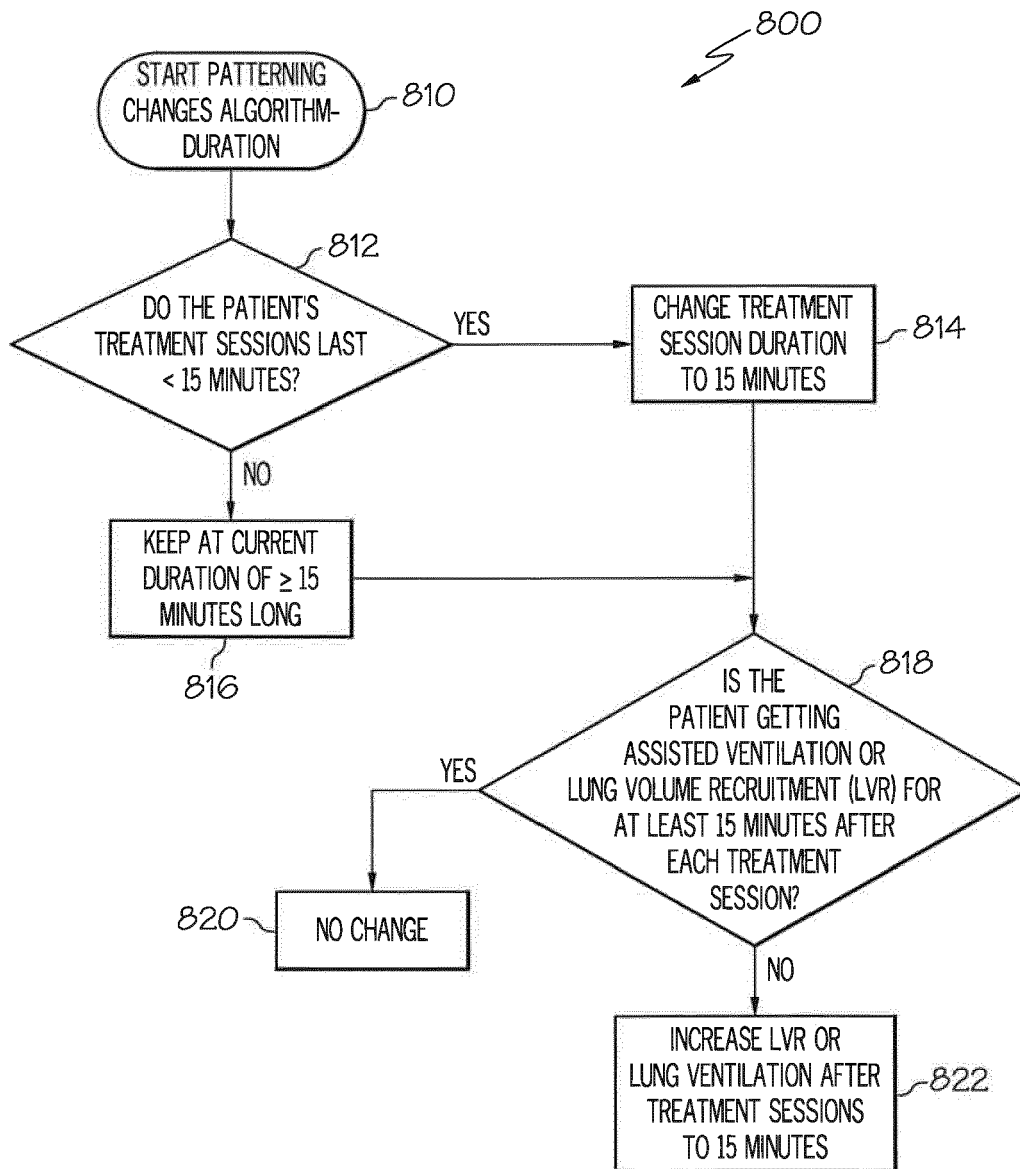 800
START PATTERNING
CHANGES ALGORITHM-
DURATION
810
812
DO THE PATIENT'S
TREATMENT SESSIONS LAST
< 15 MINUTES?
YES
CHANGE TREATMENT
SESSION DURATION
TO 15 MINUTES
814
NO
KEEP AT CURRENT
DURATION OF ≥ 15
MINUTES LONG
816
818
IS THE
PATIENT GETTING
ASSISTED VENTILATION OR
LUNG VOLUME RECRUITMENT (LVR) FOR
AT LEAST 15 MINUTES AFTER
EACH TREATMENT
SESSION?
YES
820
NO CHANGE
NO
INCREASE LVR OR
LUNG VENTILATION AFTER
TREATMENT SESSIONS
TO 15 MINUTES
822